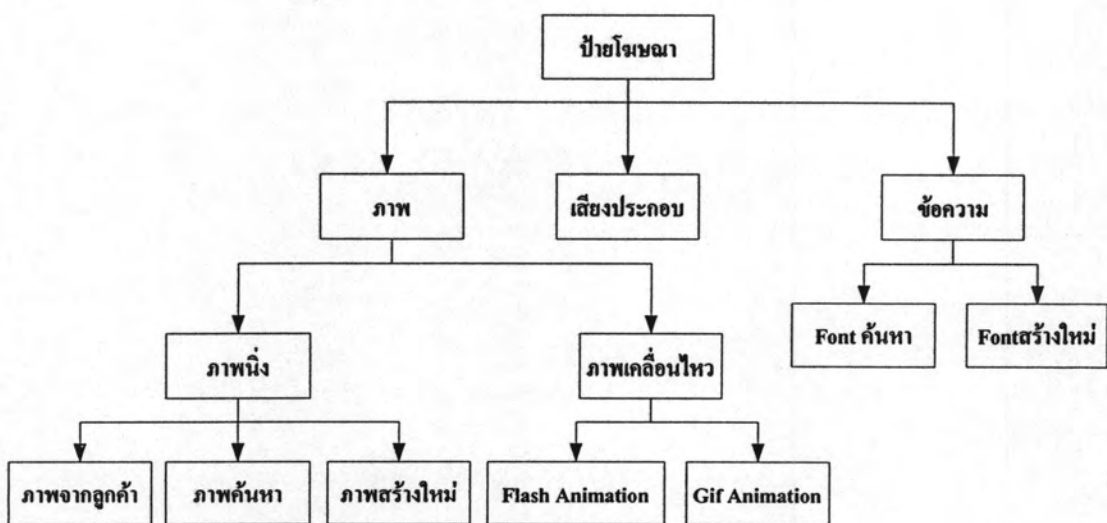 ป้ายโฆษณา
ภาพ
เสียงประกอบ
ข้อความ
ภาพนิ่ง
ภาพเคลื่อนไหว
Font ค้นหา
Fontสร้างใหม่
ภาพจากลูกค้า
ภาพค้นหา
ภาพสร้างใหม่
Flash Animation
Gif Animation